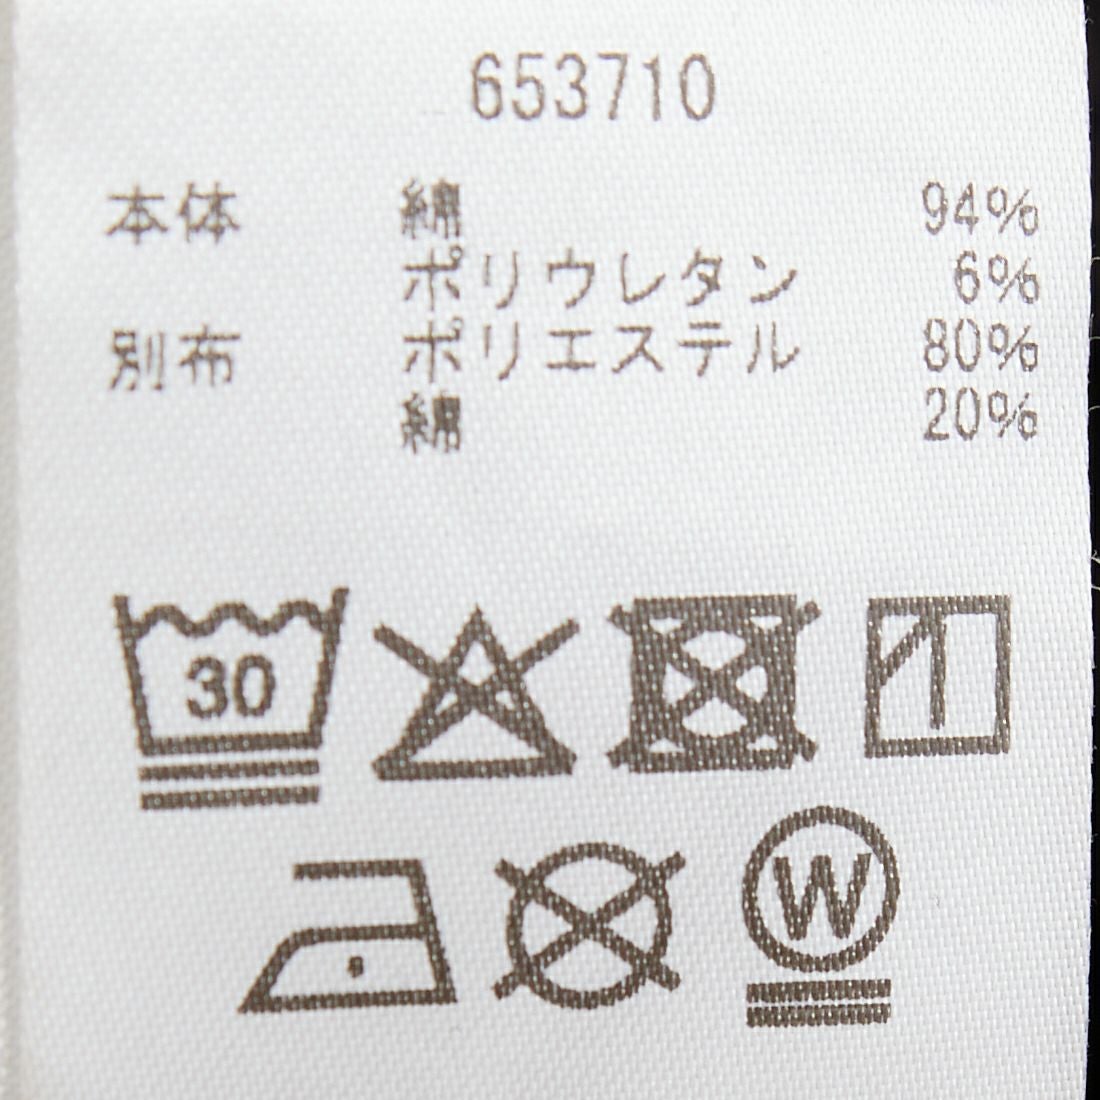 653710
本体 綿 94%
ポリウレタン 6%
別布 ポリエステル 80%
綿 20%
30
W